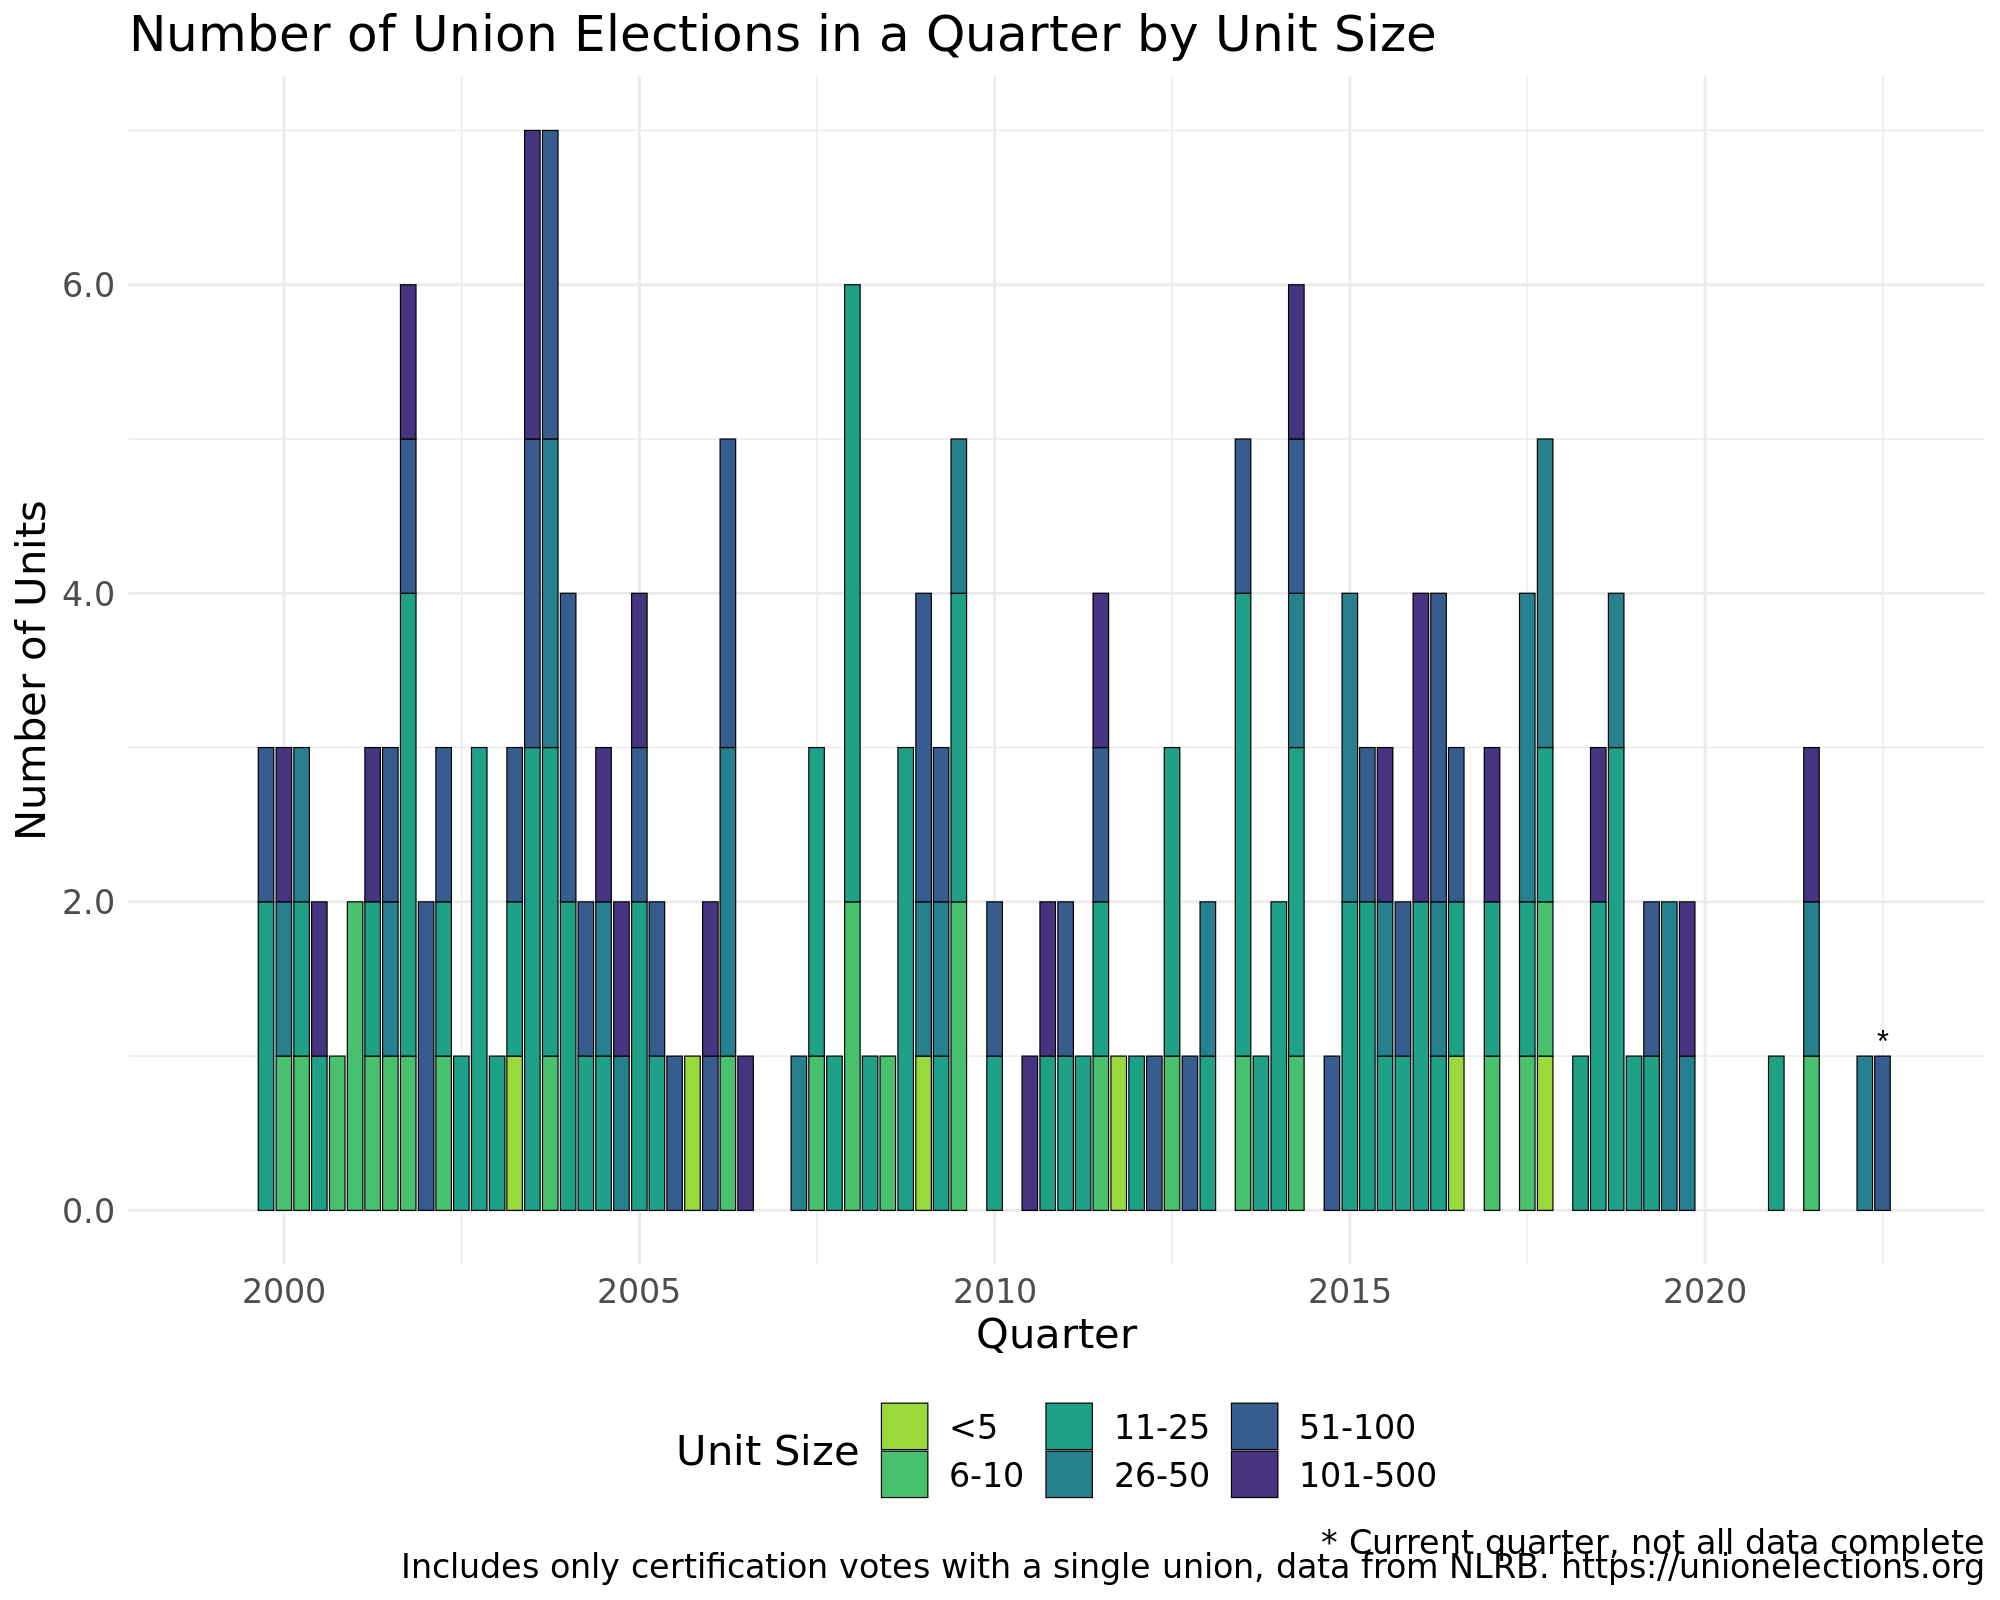 Number of Union Elections in a Quarter by Unit Size
Number of Units
6.0
4.0
2.0
0.0
*
2000 2005 2010 2015 2020
Quarter
Unit Size
<5 11-25 51-100
6-10 26-50 101-500
* Current quarter, not all data complete
Includes only certification votes with a single union, data from NLRB. https://unionelections.org